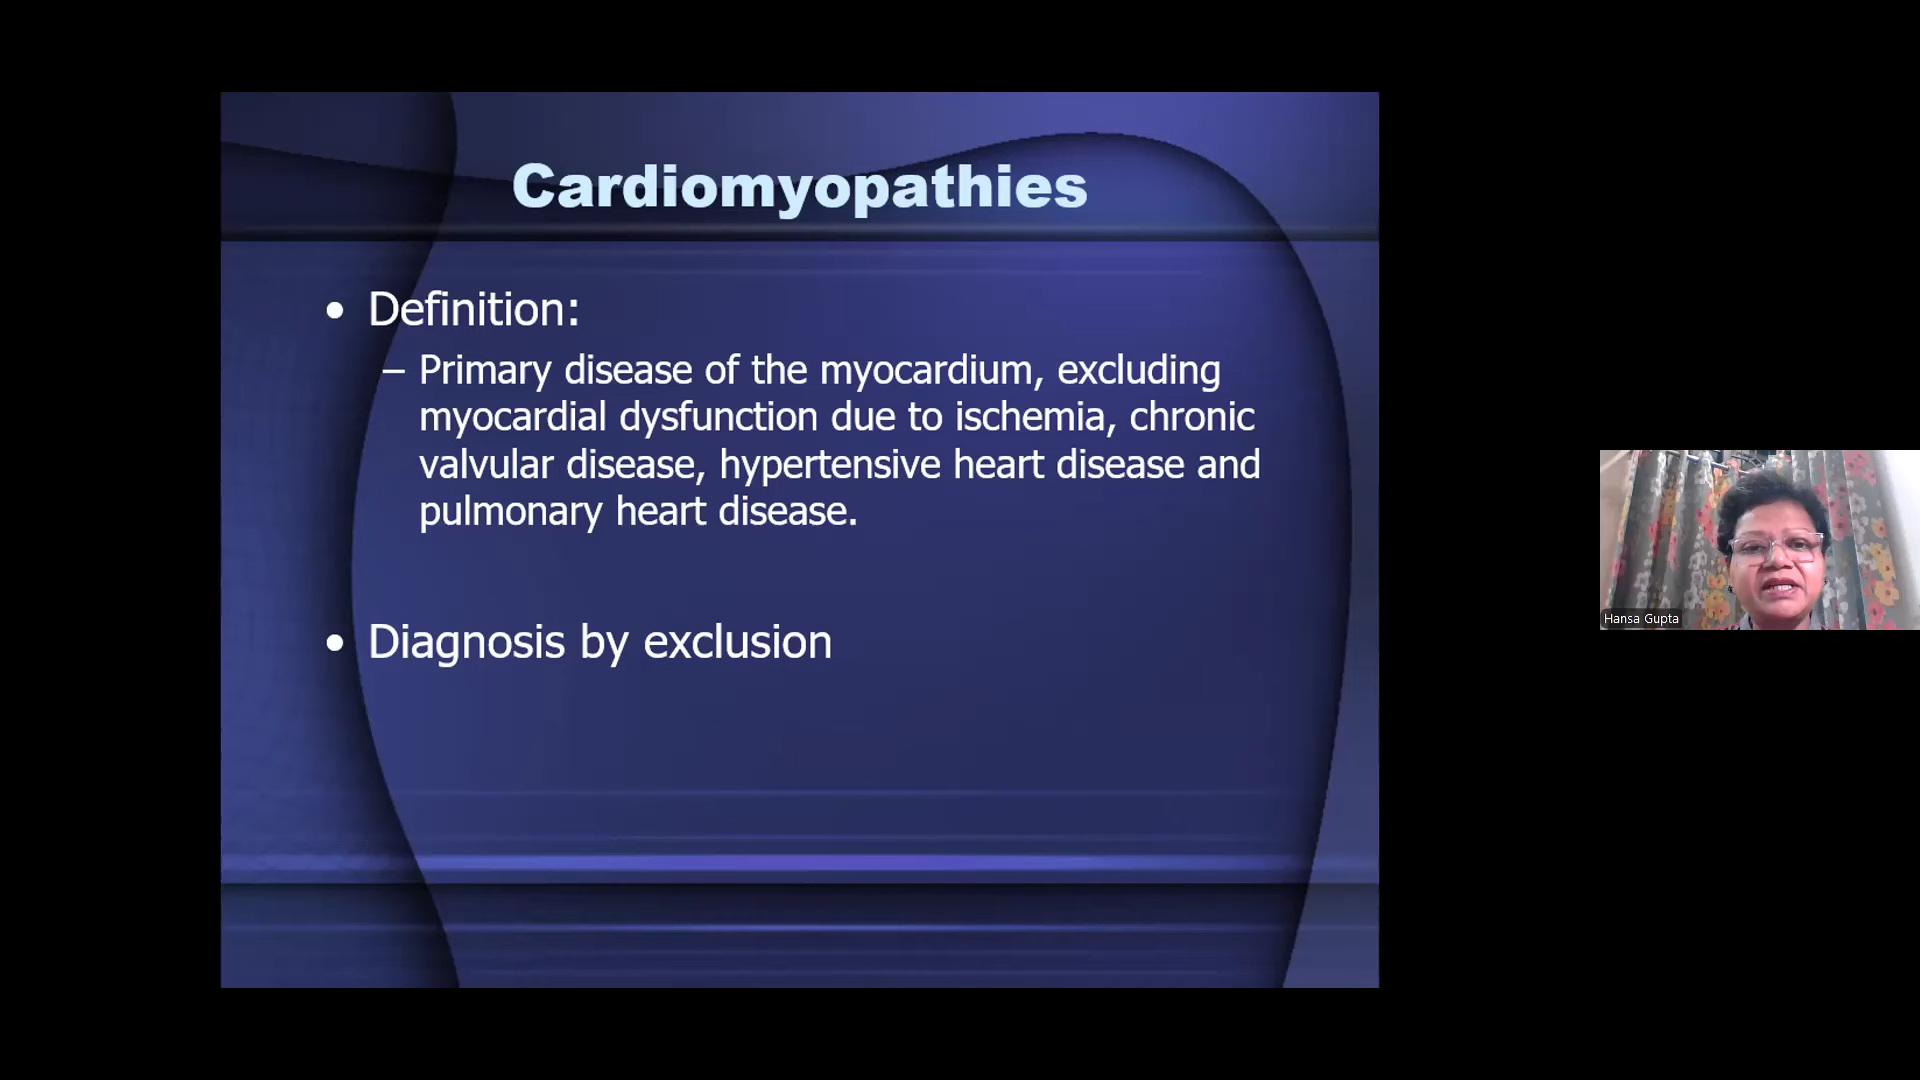 Cardiomyopathies
• Definition:
– Primary disease of the myocardium, excluding
myocardial dysfunction due to ischemia, chronic
valvular disease, hypertensive heart disease and
pulmonary heart disease.
• Diagnosis by exclusion
Hansa Gupta